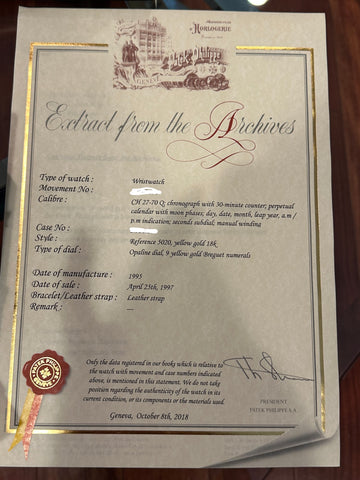 HORLOGERIE
GENEVE
Extract from the Archives
Type of watch : Wristwatch
Movement No :
Calibre : CH 27-70 Q; chronograph with 30-minute counter; perpetual
calendar with moon phases; day, date, month, leap year, a.m /
p.m indication; seconds subdial; manual winding
Case No :
Style : Reference 5020, yellow gold 18k
Type of dial : Opaline dial, 9 yellow gold Breguet numerals
Date of manufacture : 1995
Date of sale : April 25th, 1997
Bracelet/Leather strap : Leather strap
Remark : ---
Only the data registered in our books which is relative to
the watch with movement and case numbers indicated
above, is mentioned in this statement. We do not take
position regarding the authenticity of the watch in its
current condition, or its components or the materials used.
Geneva, October 8th, 2018
PRESIDENT
PATEK PHILIPPE S.A.
PATEK PHILIPPE
GENEVE